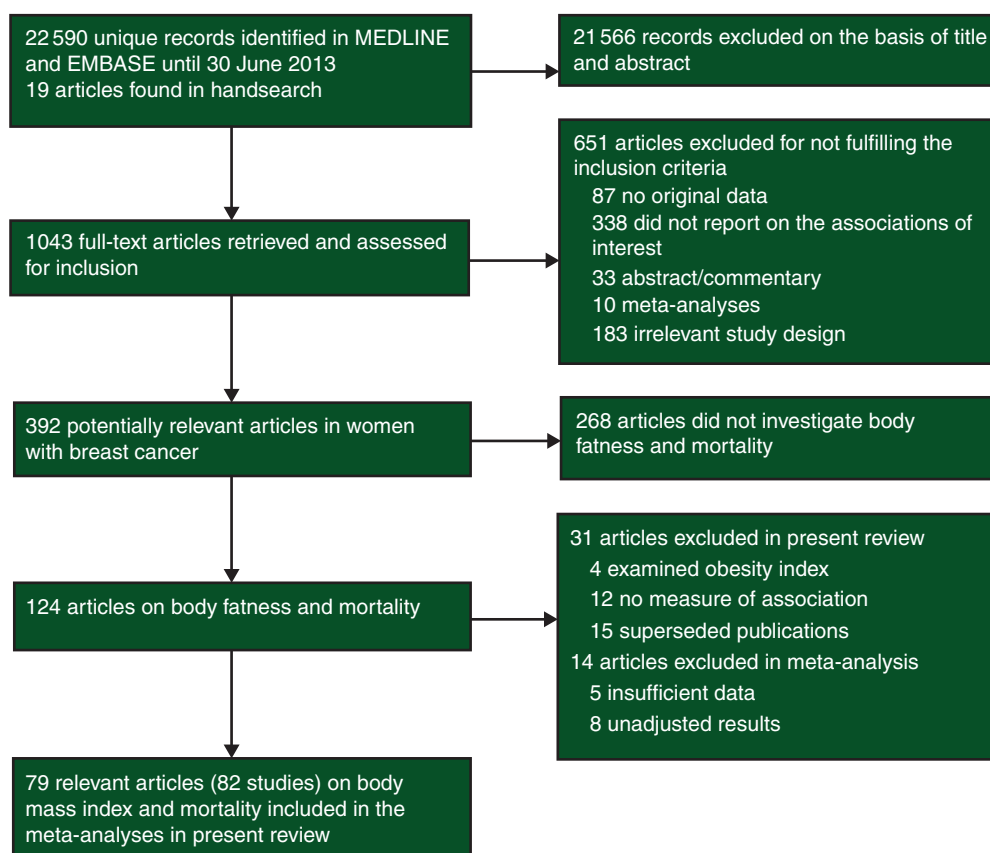 22 590 unique records identified in MEDLINE
and EMBASE until 30 June 2013
19 articles found in handsearch
21 566 records excluded on the basis of title
and abstract
651 articles excluded for not fulfilling the
inclusion criteria
87 no original data
338 did not report on the associations of
interest
33 abstract/commentary
10 meta-analyses
183 irrelevant study design
1043 full-text articles retrieved and assessed
for inclusion
392 potentially relevant articles in women
with breast cancer
268 articles did not investigate body
fatness and mortality
124 articles on body fatness and mortality
31 articles excluded in present review
4 examined obesity index
12 no measure of association
15 superseded publications
14 articles excluded in meta-analysis
5 insufficient data
8 unadjusted results
79 relevant articles (82 studies) on body
mass index and mortality included in the
meta-analyses in present review